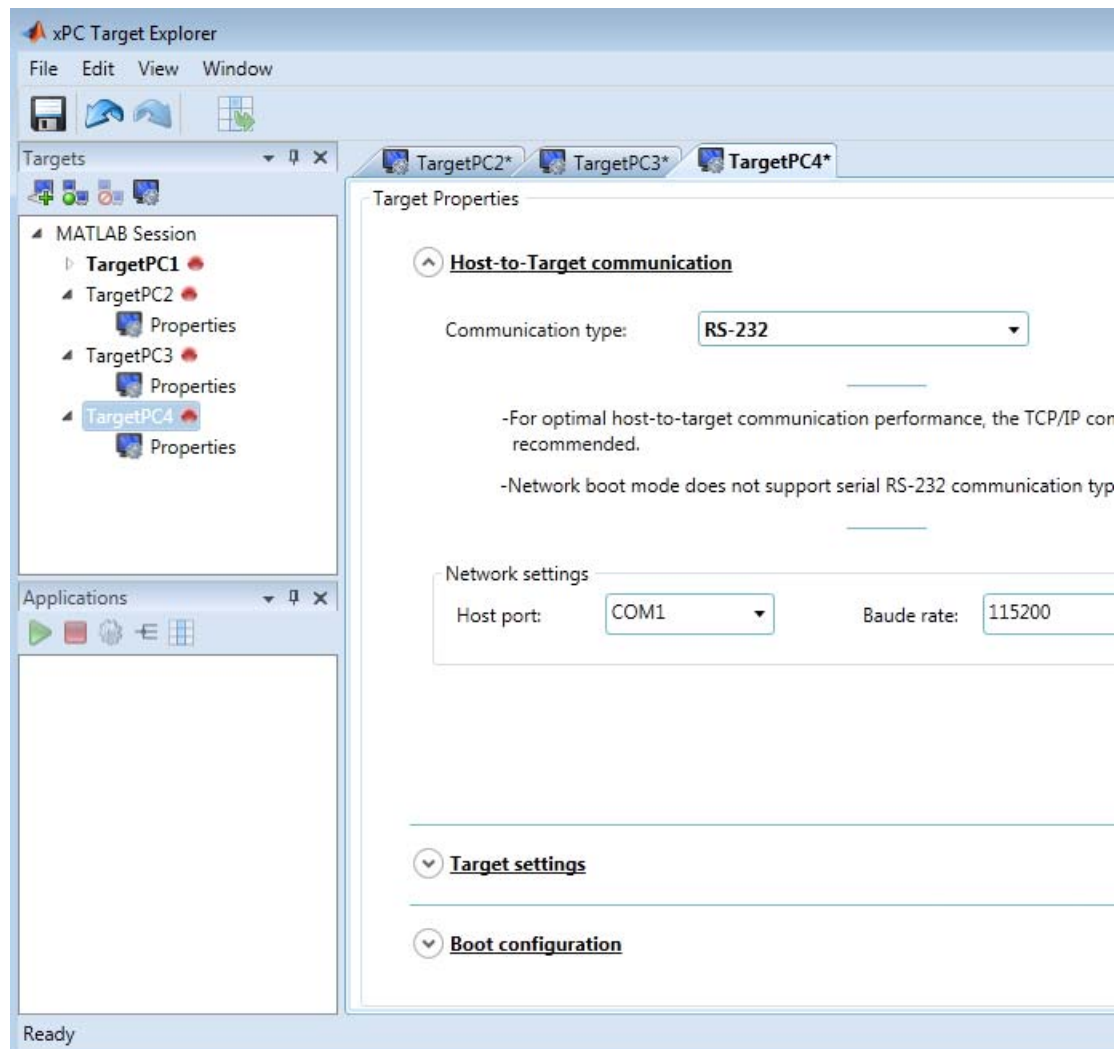 xPC Target Explorer
File Edit View Window
Targets
MATLAB Session
TargetPC1
TargetPC2
Properties
TargetPC3
Properties
TargetPC4
Properties
Applications
TargetPC2* TargetPC3* TargetPC4*
Target Properties
Host-to-Target communication
Communication type: RS-232
-For optimal host-to-target communication performance, the TCP/IP
recommended.
-Network boot mode does not support serial RS-232 communication
Network settings
Host port: COM1 Baude rate: 115200
Target settings
Boot configuration
Ready